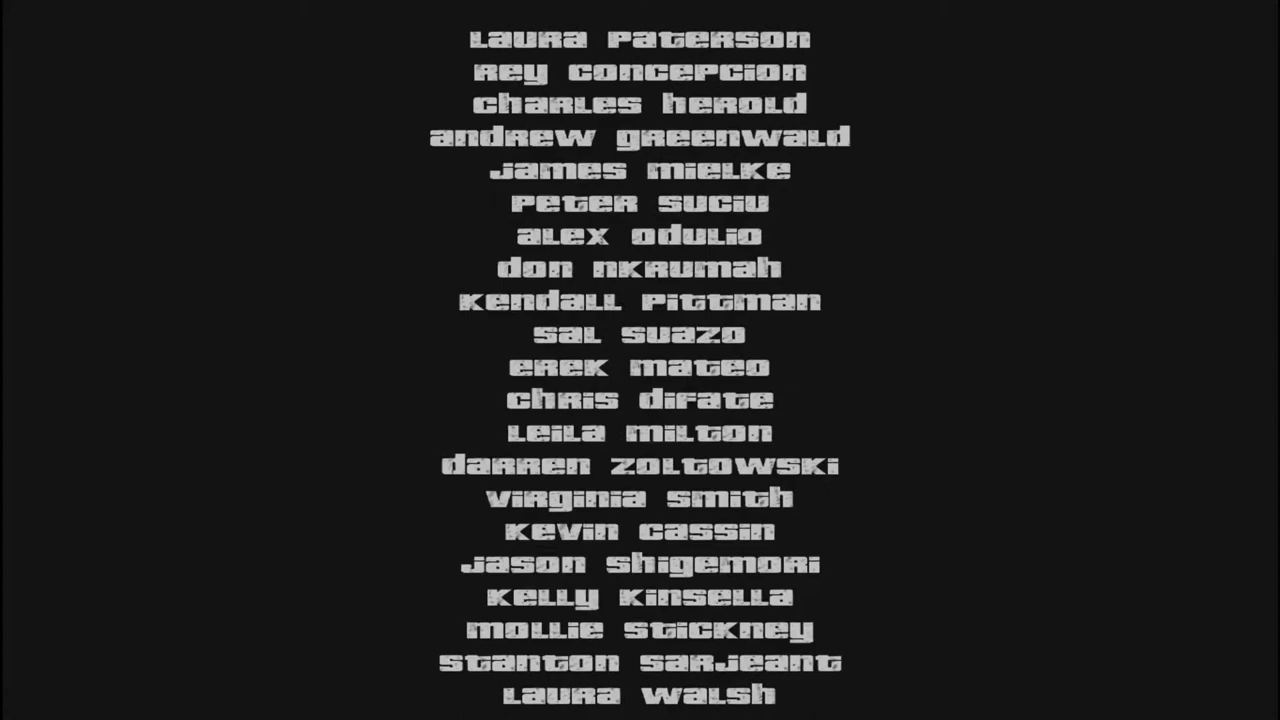 Laura Paterson
Rey Concepcion
Charles Herold
Andrew Greenwald
James Mielke
Peter Suciu
Alex Odulio
Don Nkrumah
Kendall Pittman
Sal Suazo
Erek Mateo
Chris DiFate
Leila Milton
Darren Zoltowski
Virginia Smith
Kevin Cassin
Jason Shigemori
Kelly Kinsella
Mollie Stickney
Stanton Sarjeant
Laura Walsh